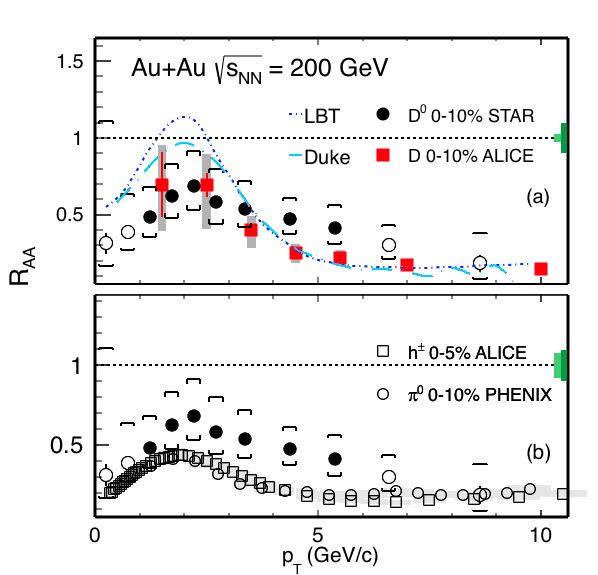 Au+Au √sNN = 200 GeV
LBT
D⁰ 0-10% STAR
Duke
D 0-10% ALICE
(a)
1.5
1
0.5
RAA
h± 0-5% ALICE
π⁰ 0-10% PHENIX
(b)
1
0.5
0
5
10
pT (GeV/c)